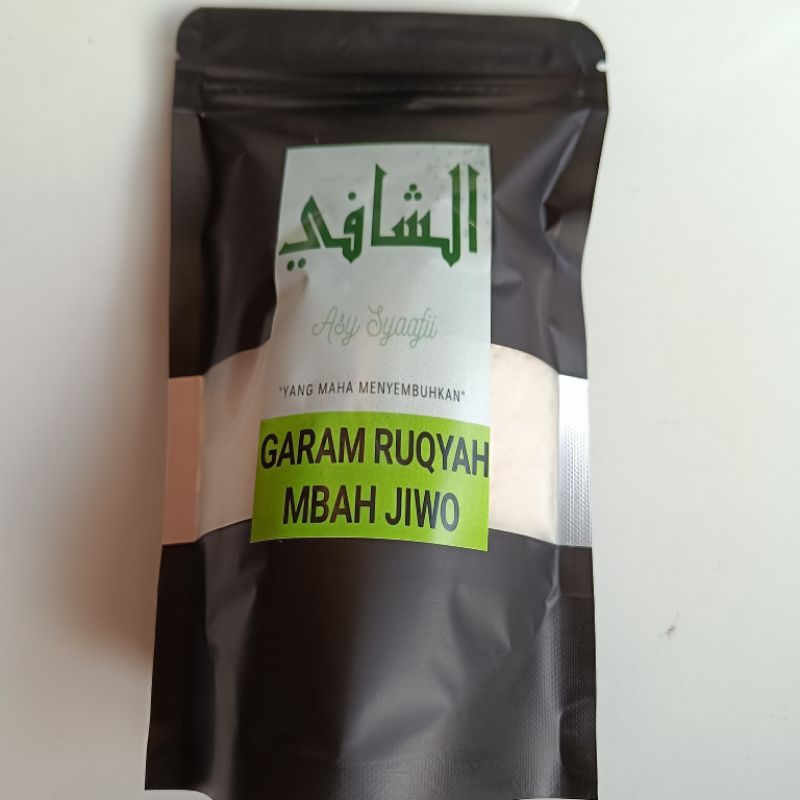 الشافي
Asy Syaafii
"YANG MAHA MENYEMBUHKAN"
GARAM RUQYAH
MBAH JIWO